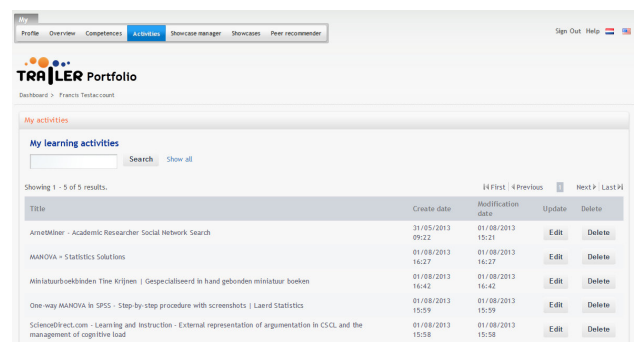 My
Profile Overview Competences Activities Showcase manager Showcases Peer recommender
Sign Out Help
TRAILER Portfolio
Dashboard > Francis Testaccount
My activities
My learning activities
Search Show all
Showing 1 - 5 of 5 results.
First Previous 1 Next Last
Title Create date Modification date Update Delete
ArnetMiner - Academic Researcher Social Network Search 31/05/2013 09:22 01/08/2013 15:21 Edit Delete
MANOVA » Statistics Solutions 01/08/2013 16:27 01/08/2013 16:27 Edit Delete
Miniatuurboekbinden Tine Krijnen | Gespecialiseerd in hand gebonden miniatuur boeken 01/08/2013 16:42 01/08/2013 16:42 Edit Delete
One-way MANOVA in SPSS - Step-by-step procedure with screenshots | Laerd Statistics 01/08/2013 15:59 01/08/2013 15:59 Edit Delete
ScienceDirect.com - Learning and Instruction - External representation of argumentation in CSCL and the
management of cognitive load 01/08/2013 15:58 01/08/2013 15:58 Edit Delete